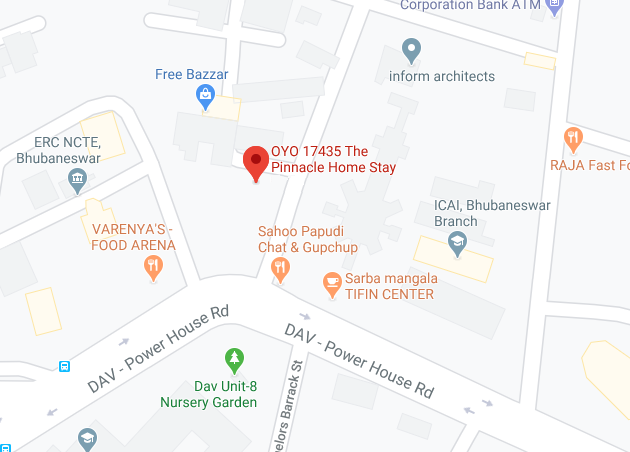 Corporation Bank ATM
Free Bazzar
inform architects
ERC NCTE,
Bhubaneswar
OYO 17435 The
Pinnacle Home Stay
RAJA Fast Fo
ICAI, Bhubaneswar
Branch
VARENYA'S -
FOOD ARENA
Sahoo Papudi
Chat & Gupchup
Sarba mangala
TIFIN CENTER
DAV - Power House Rd
DAV - Power House Rd
Dav Unit-8
Nursery Garden
elors Barrack St